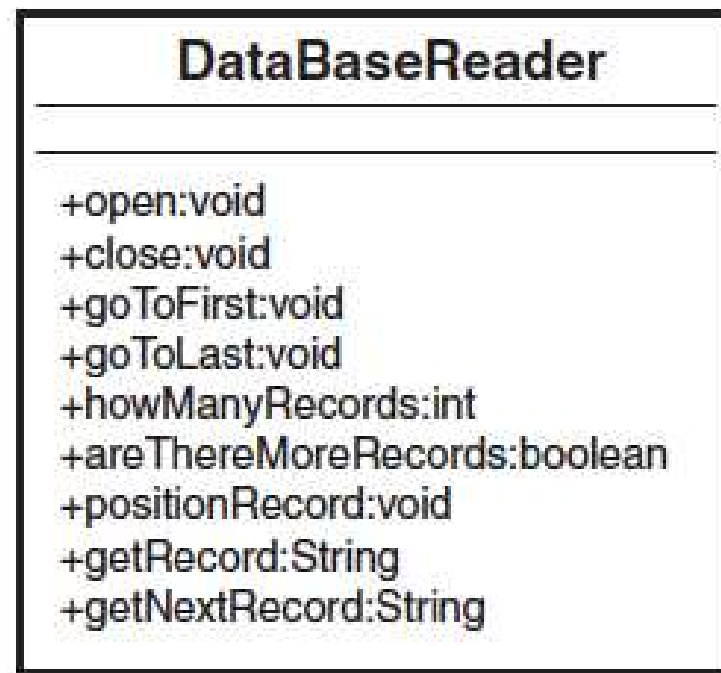 DataBaseReader
+open:void
+close:void
+goToFirst:void
+goToLast:void
+howManyRecords:int
+areThereMoreRecords:boolean
+positionRecord:void
+getRecord:String
+getNextRecord:String